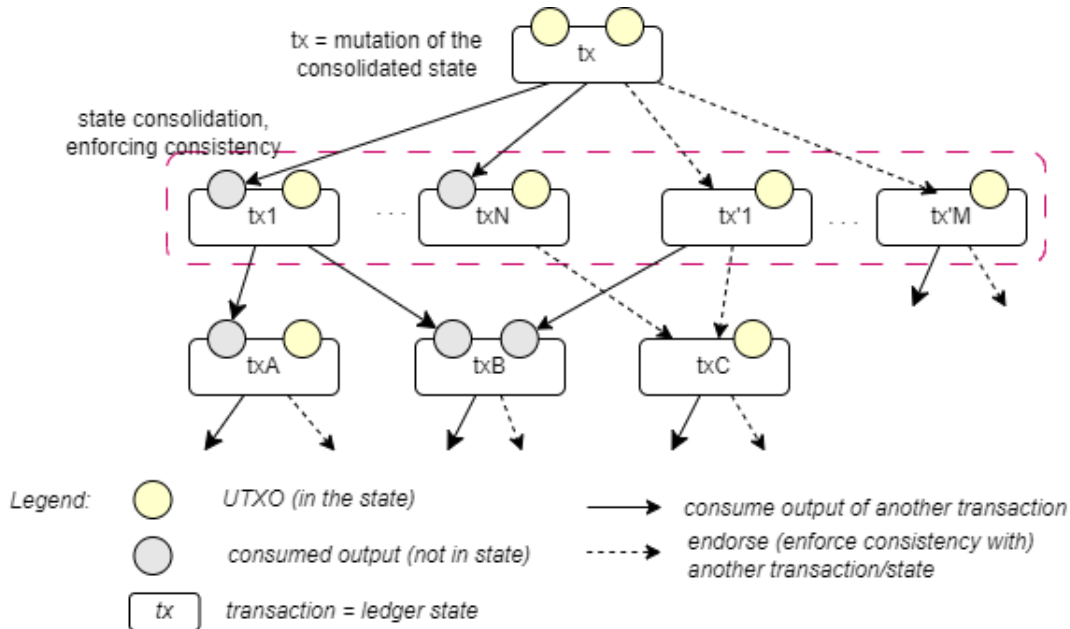 tx = mutation of the
consolidated state
tx
state consolidation,
enforcing consistency
tx1
. . .
txN
tx'1
. . .
tx'M
txA
txB
txC
Legend:
UTXO (in the state)
consume output of another transaction
consumed output (not in state)
endorse (enforce consistency with)
another transaction/state
tx
transaction = ledger state